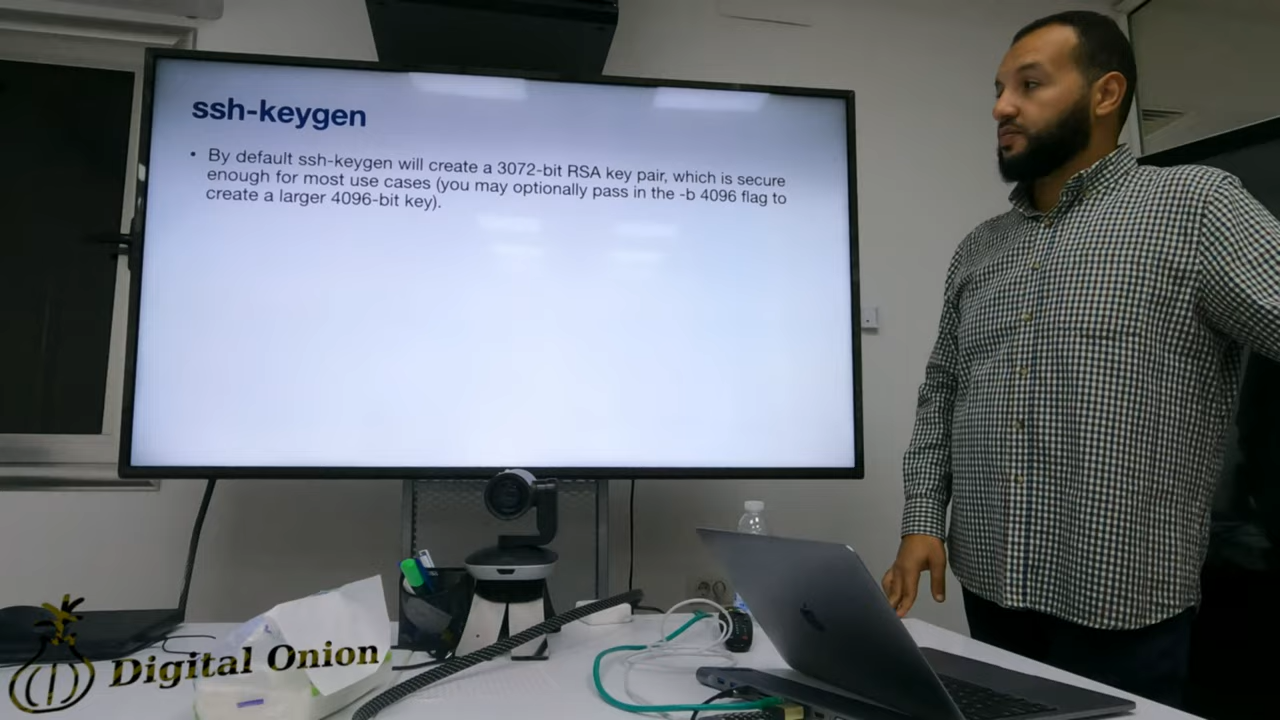 ssh-keygen
• By default ssh-keygen will create a 3072-bit RSA key pair, which is secure
enough for most use cases (you may optionally pass in the -b 4096 flag to
create a larger 4096-bit key).
Digital Onion